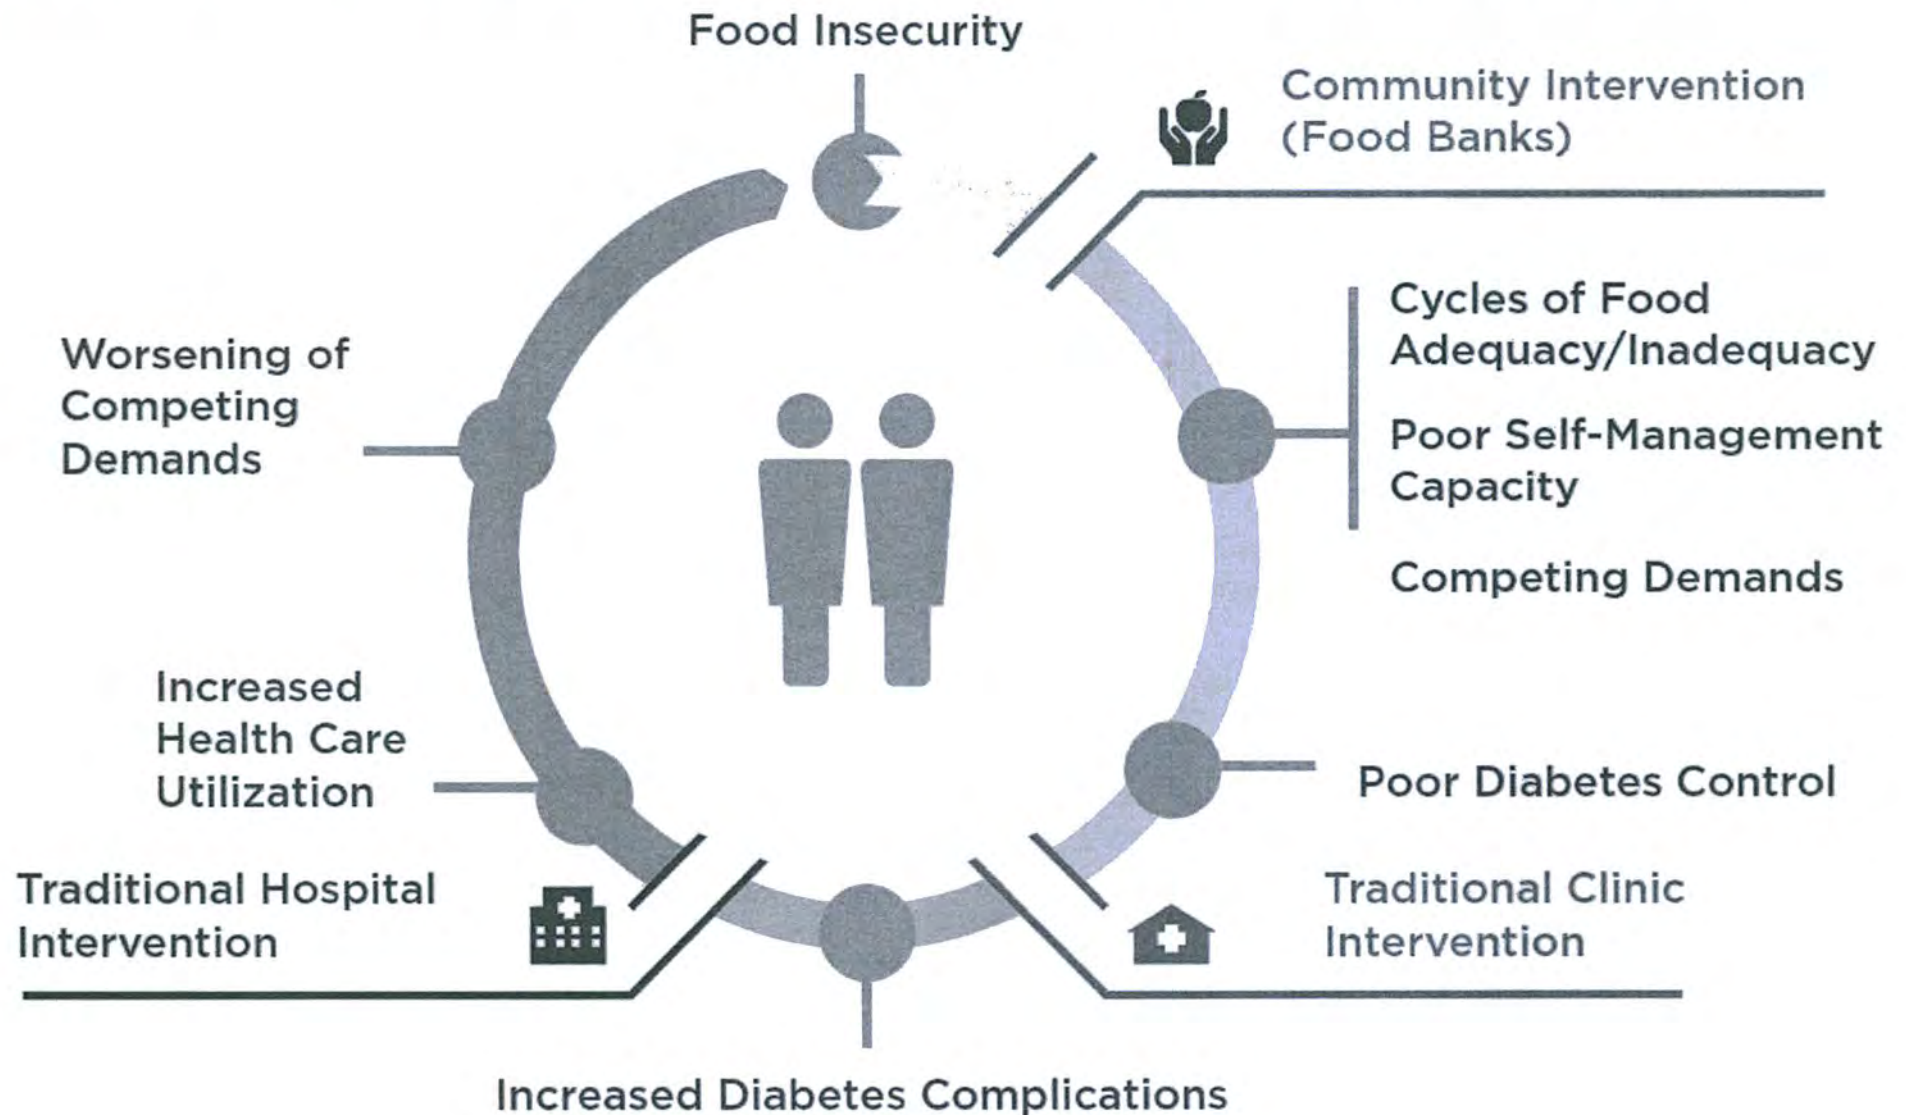 Food Insecurity
Community Intervention
(Food Banks)
Cycles of Food
Adequacy/Inadequacy
Poor Self-Management
Capacity
Competing Demands
Poor Diabetes Control
Traditional Clinic
Intervention
Increased Diabetes Complications
Traditional Hospital
Intervention
Increased
Health Care
Utilization
Worsening of
Competing
Demands